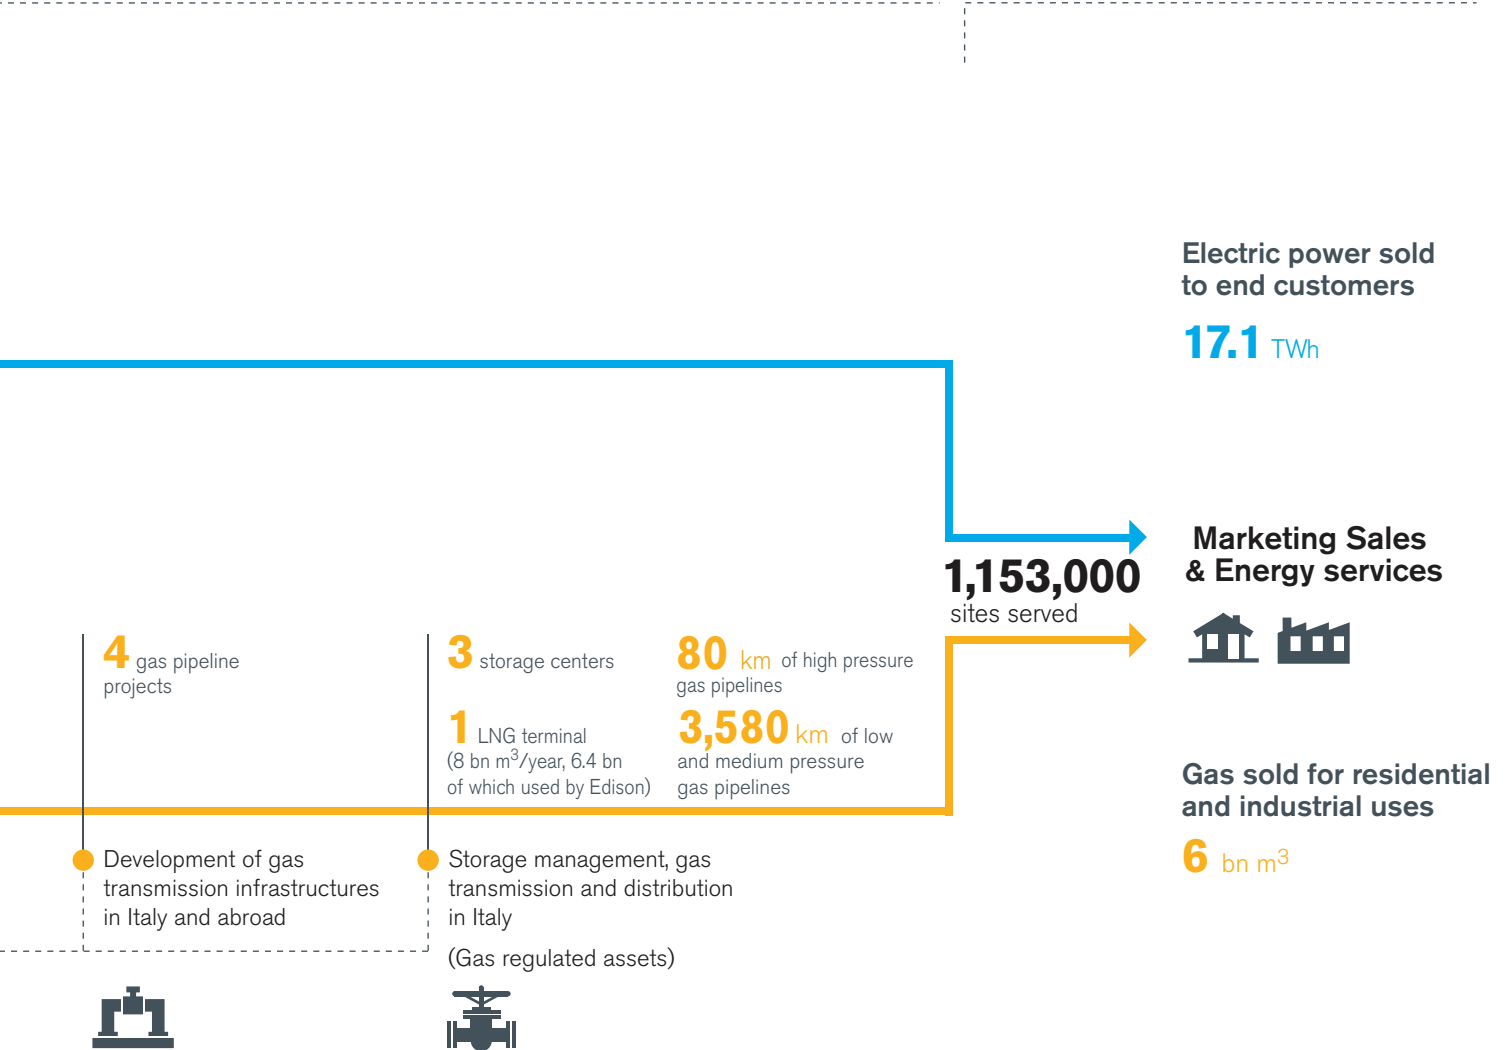 Electric power sold
to end customers
17.1 TWh
Marketing Sales
& Energy services
1,153,000
sites served
4 gas pipeline
projects
3 storage centers
1 LNG terminal
(8 bn m³/year, 6.4 bn
of which used by Edison)
80 km of high pressure
gas pipelines
3,580 km of low
and medium pressure
gas pipelines
Gas sold for residential
and industrial uses
6 bn m³
Development of gas
transmission infrastructures
in Italy and abroad
Storage management, gas
transmission and distribution
in Italy
(Gas regulated assets)